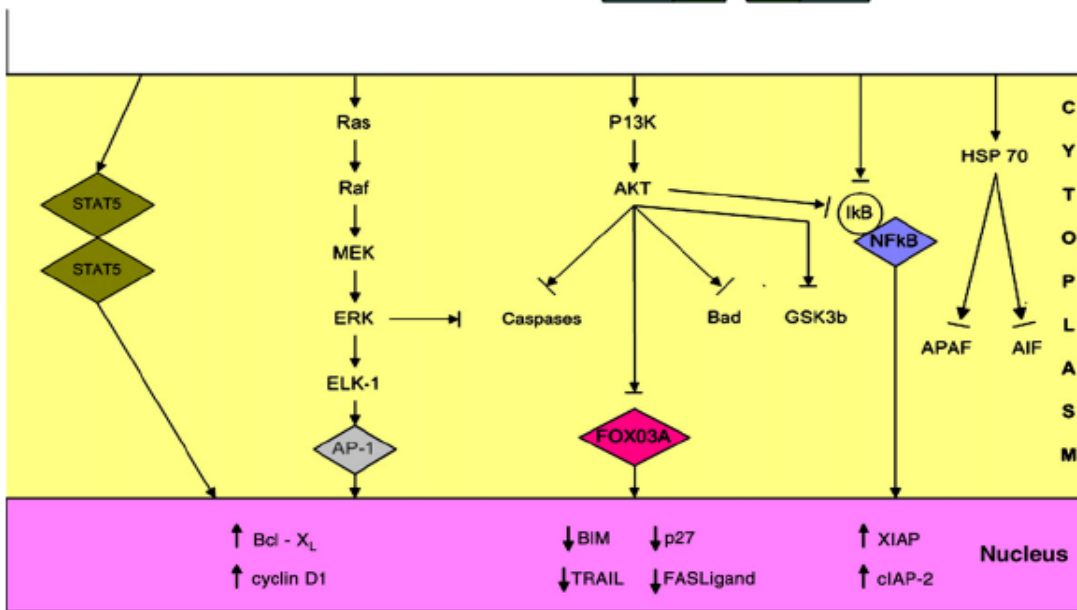 Ras
P13K
HSP 70
Raf
AKT
STAT5
IkB
NFkB
STAT5
MEK
ERK
Caspases
Bad
GSK3b
APAF
AIF
ELK-1
AP-1
FOX03A
C
Y
T
O
P
L
A
S
M
↑ Bcl - XL
↑ cyclin D1
↓BIM ↓p27
↓TRAIL ↓FASLigand
↑ XIAP
↑ cIAP-2
Nucleus